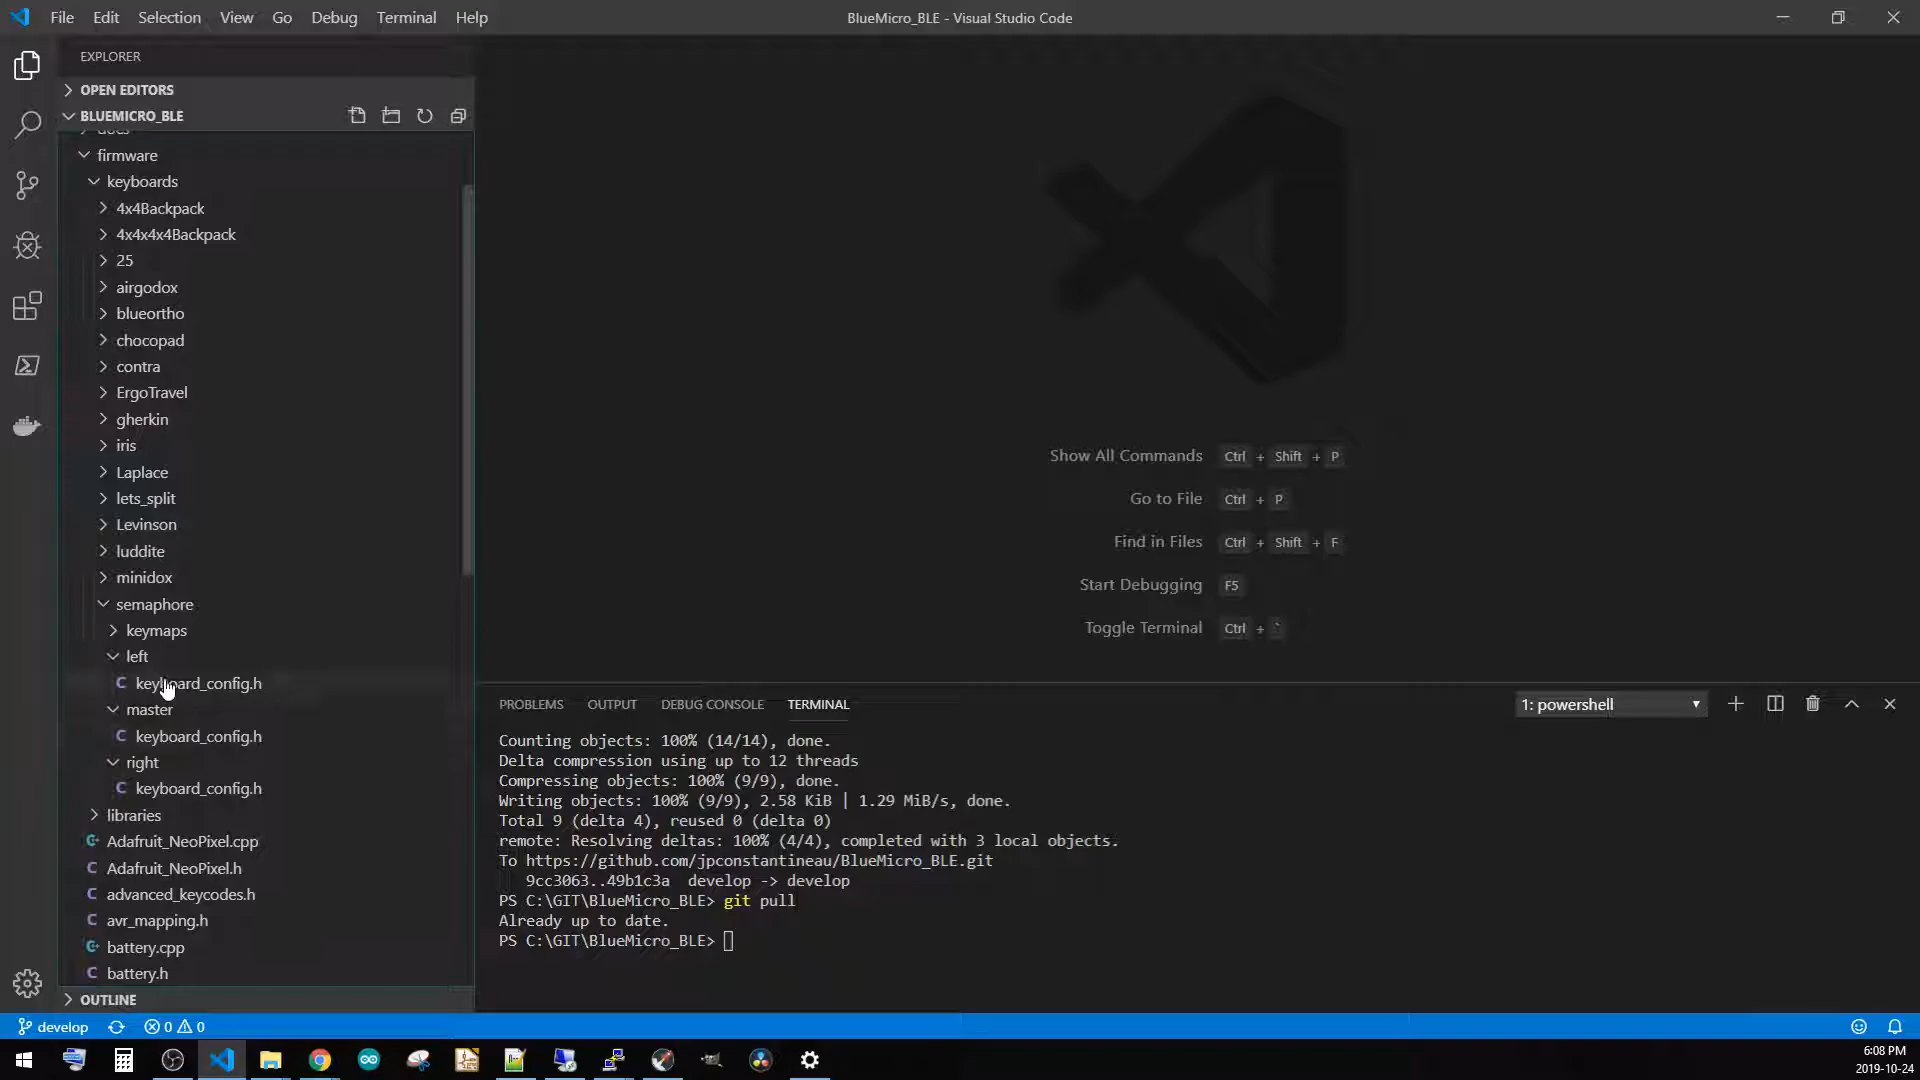 File Edit Selection View Go Debug Terminal Help
BlueMicro_BLE - Visual Studio Code
EXPLORER
OPEN EDITORS
BLUEMICRO_BLE
docs
firmware
keyboards
4x4Backpack
4x4x4x4Backpack
25
airgodox
blueortho
chocopad
contra
ErgoTravel
gherkin
iris
Laplace
lets_split
Levinson
luddite
minidox
semaphore
keymaps
left
C keyboard_config.h
master
C keyboard_config.h
right
C keyboard_config.h
libraries
C+ Adafruit_NeoPixel.cpp
C Adafruit_NeoPixel.h
C advanced_keycodes.h
C avr_mapping.h
C+ battery.cpp
C battery.h
OUTLINE
Show All Commands Ctrl + Shift + P
Go to File Ctrl + P
Find in Files Ctrl + Shift + F
Start Debugging F5
Toggle Terminal Ctrl + `
PROBLEMS OUTPUT DEBUG CONSOLE TERMINAL
1: powershell
Counting objects: 100% (14/14), done.
Delta compression using up to 12 threads
Compressing objects: 100% (9/9), done.
Writing objects: 100% (9/9), 2.58 KiB | 1.29 MiB/s, done.
Total 9 (delta 4), reused 0 (delta 0)
remote: Resolving deltas: 100% (4/4), completed with 3 local objects.
To https://github.com/jpconstantineau/BlueMicro_BLE.git
9cc3063..49b1c3a develop -> develop
PS C:\GIT\BlueMicro_BLE> git pull
Already up to date.
PS C:\GIT\BlueMicro_BLE>
develop 0 0
6:08 PM
2019-10-24